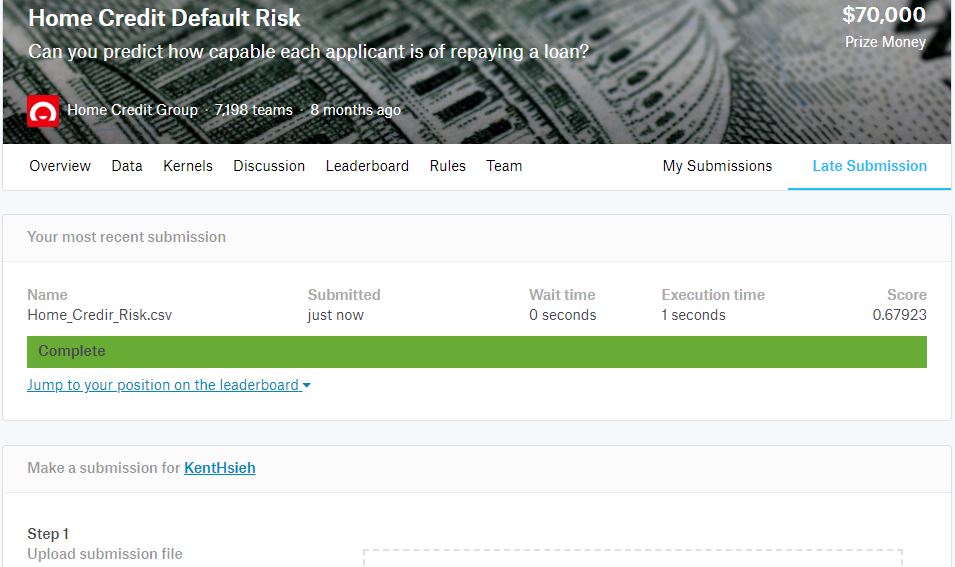 Home Credit Default Risk
$70,000
Can you predict how capable each applicant is of repaying a loan?
Prize Money
Home Credit Group · 7,198 teams · 8 months ago
Overview Data Kernels Discussion Leaderboard Rules Team My Submissions Late Submission
Your most recent submission
Name Submitted Wait time Execution time Score
Home_Credir_Risk.csv just now 0 seconds 1 seconds 0.67923
Complete
Jump to your position on the leaderboard
Make a submission for KentHsieh
Step 1
Upload submission file